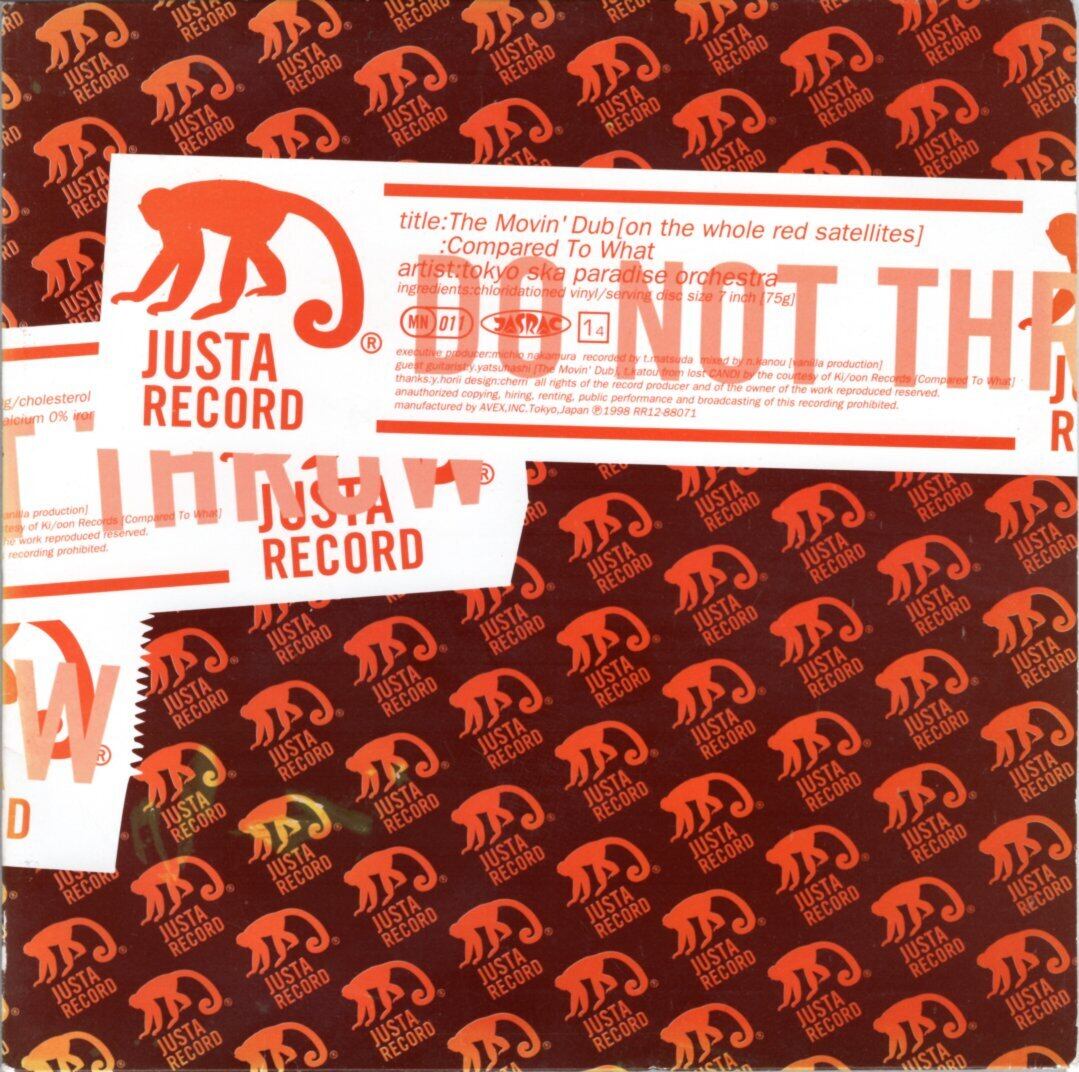 JUSTA
RECORD
®
title:The Movin' Dub[on the whole red satellites]
:Compared To What
artist:tokyo ska paradise orchestra
ingredients:chloridationed vinyl/serving disc size 7 inch [75g]
MN 011 JASRAC 14
executive producer:michio nakamura recorded by t.matsuda mixed by n.kanou [vanilla production]
guest guitarist:y.yatsuhashi [The Movin' Dub], t.katou from lost CANDI by the courtesy of Ki/oon Records [Compared To What]
thanks:y.horii design:chern all rights of the record producer and of the owner of the work reproduced reserved.
anauthorized copying, hiring, renting, public performance and broadcasting of this recording prohibited.
manufactured by AVEX,INC.Tokyo,Japan ℗1998 RR12-88071
DO NOT THR
J
R
g/cholesterol
alcium 0% iron
T THROW
anilla production]
tesy of Ki/oon Records [Compared To What]
he work reproduced reserved.
recording prohibited.
®
JUSTA
RECORD
W
®
D
JUSTA
RECORD
®